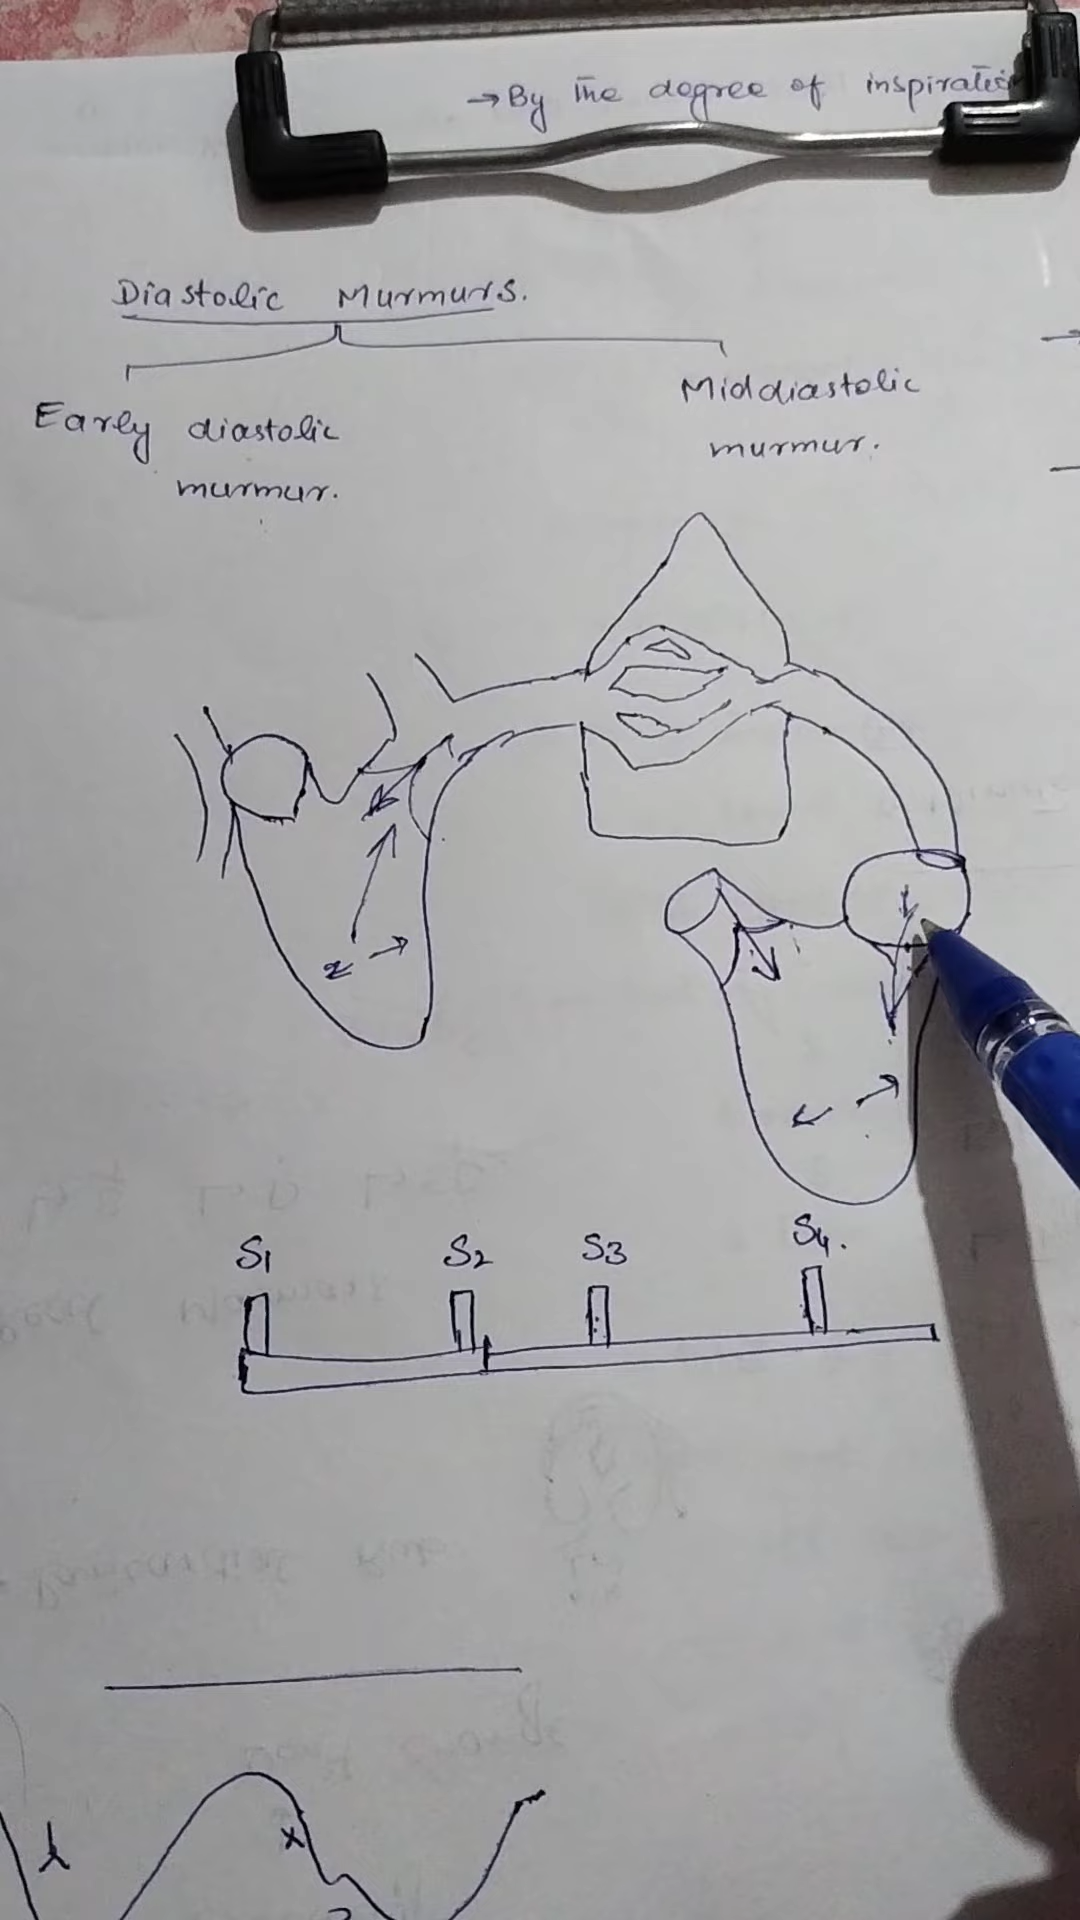 → By the degree of inspiration
Diastolic Murmurs.
Early diastolic
murmur.
Middiastolic
murmur.
S1 S2 S3 S4.
x